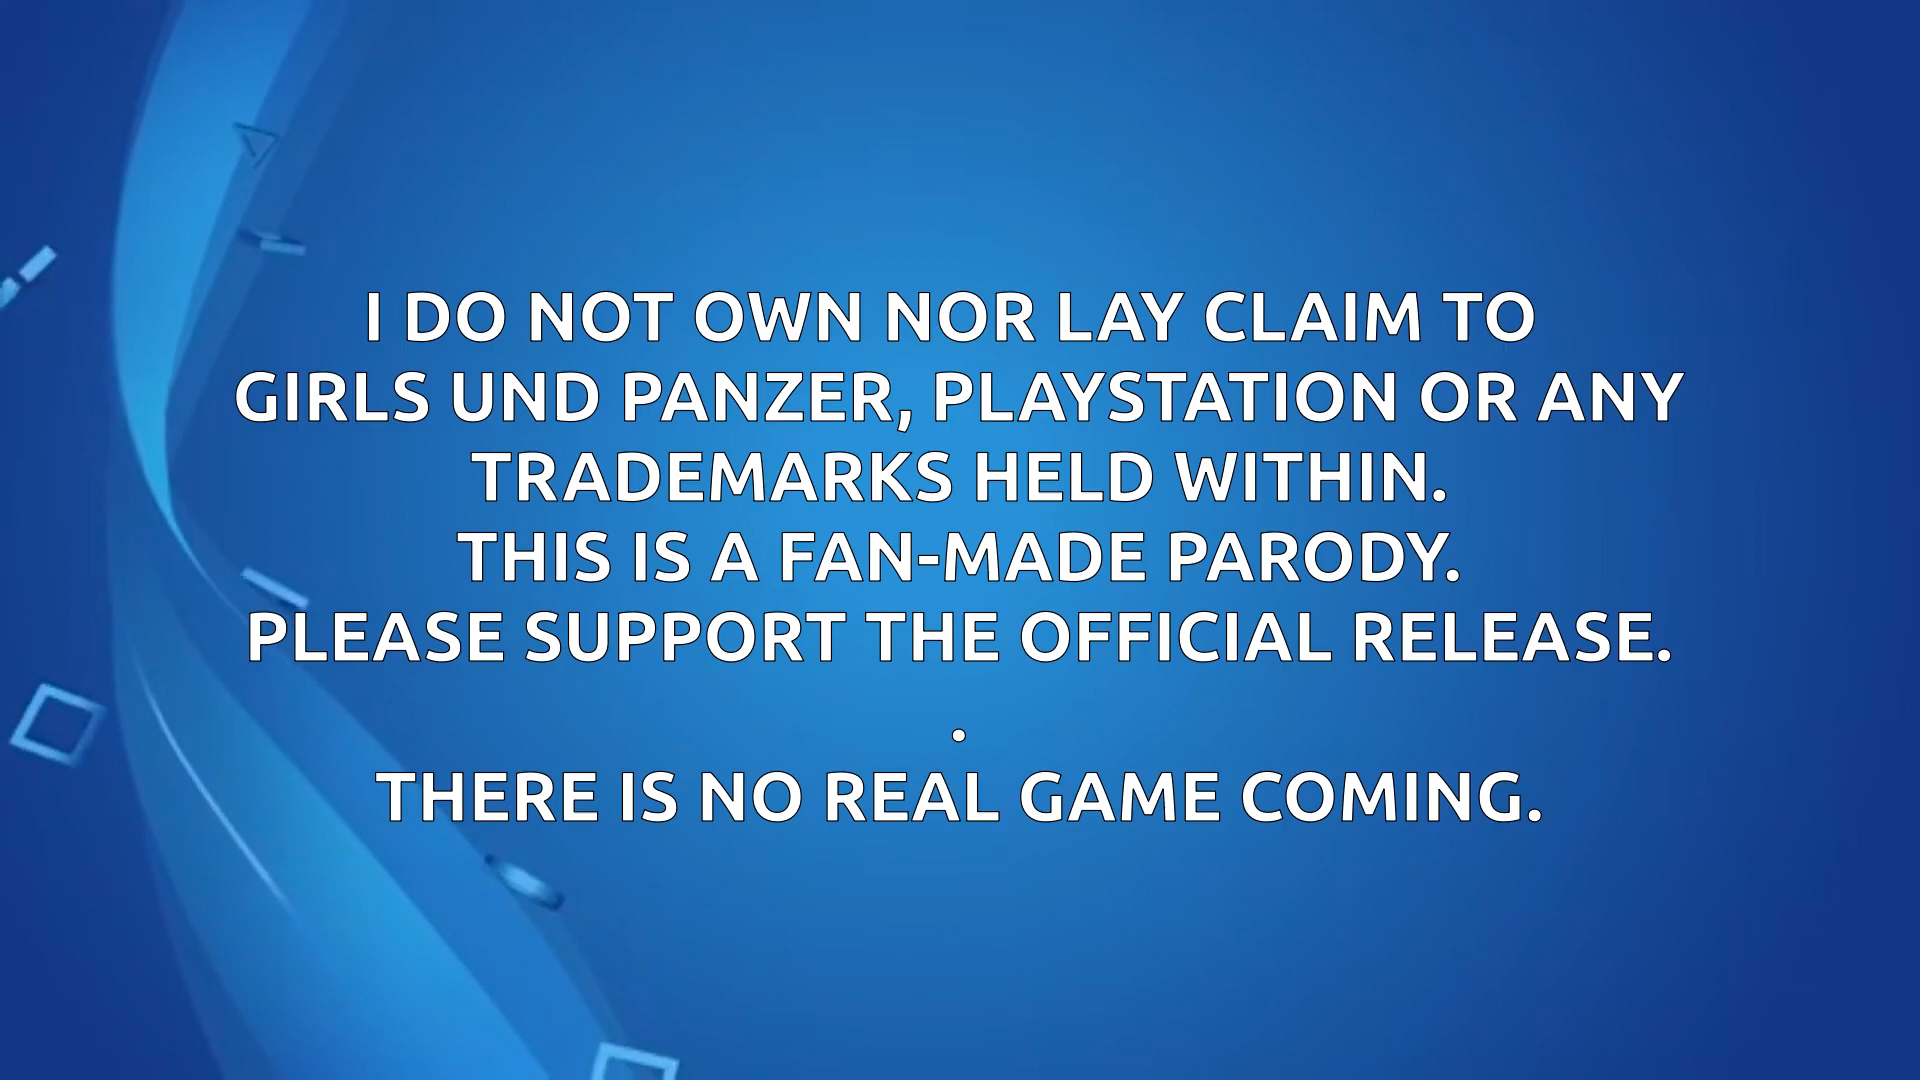 I DO NOT OWN NOR LAY CLAIM TO
GIRLS UND PANZER, PLAYSTATION OR ANY
TRADEMARKS HELD WITHIN.
THIS IS A FAN-MADE PARODY.
PLEASE SUPPORT THE OFFICIAL RELEASE.
.
THERE IS NO REAL GAME COMING.